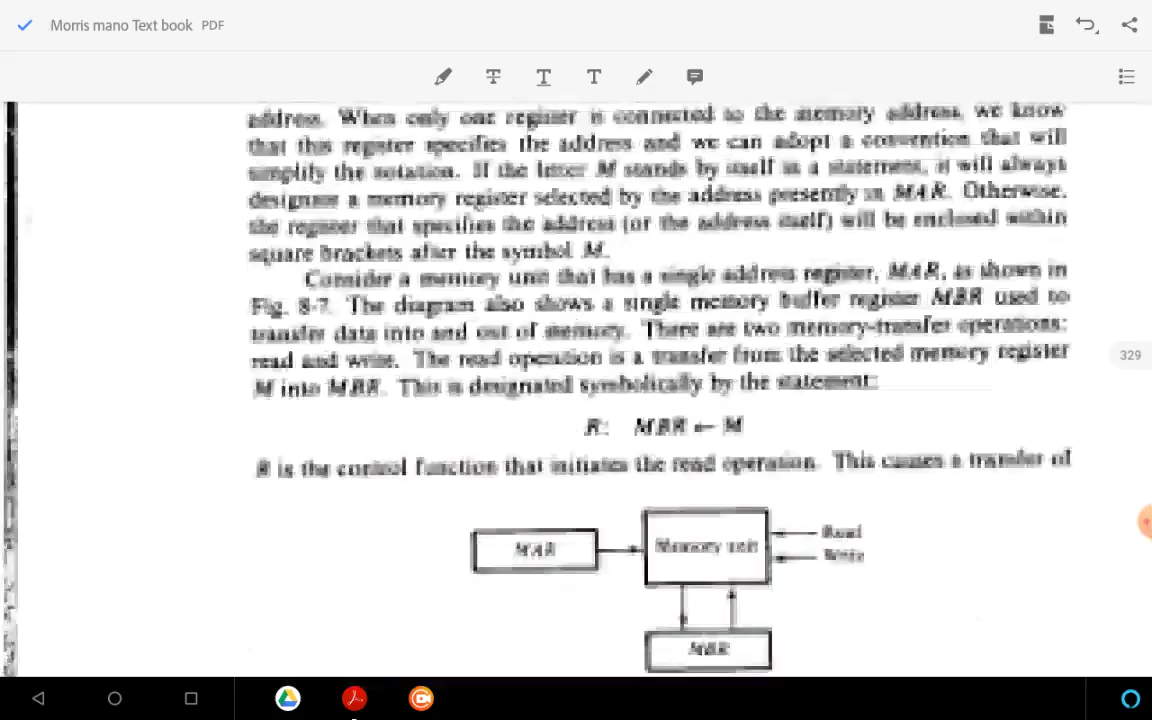 Morris mano Text book PDF
address. When only one register is connected to the memory address, we know
that this register specifies the address and we can adopt a convention that will
simplify the notation. If the letter M stands by itself in a statement, it will always
designate a memory register selected by the address presently in MAR. Otherwise,
the register that specifies the address (or the address itself) will be enclosed within
square brackets after the symbol M.
Consider a memory unit that has a single address register, MAR, as shown in
Fig. 8-7. The diagram also shows a single memory buffer register MBR used to
transfer data into and out of memory. There are two memory-transfer operations:
read and write. The read operation is a transfer from the selected memory register
M into MBR. This is designated symbolically by the statement:
329
R: MBR ← M
R is the control function that initiates the read operation. This causes a transfer of
MAR
Memory unit
Read
Write
MBR